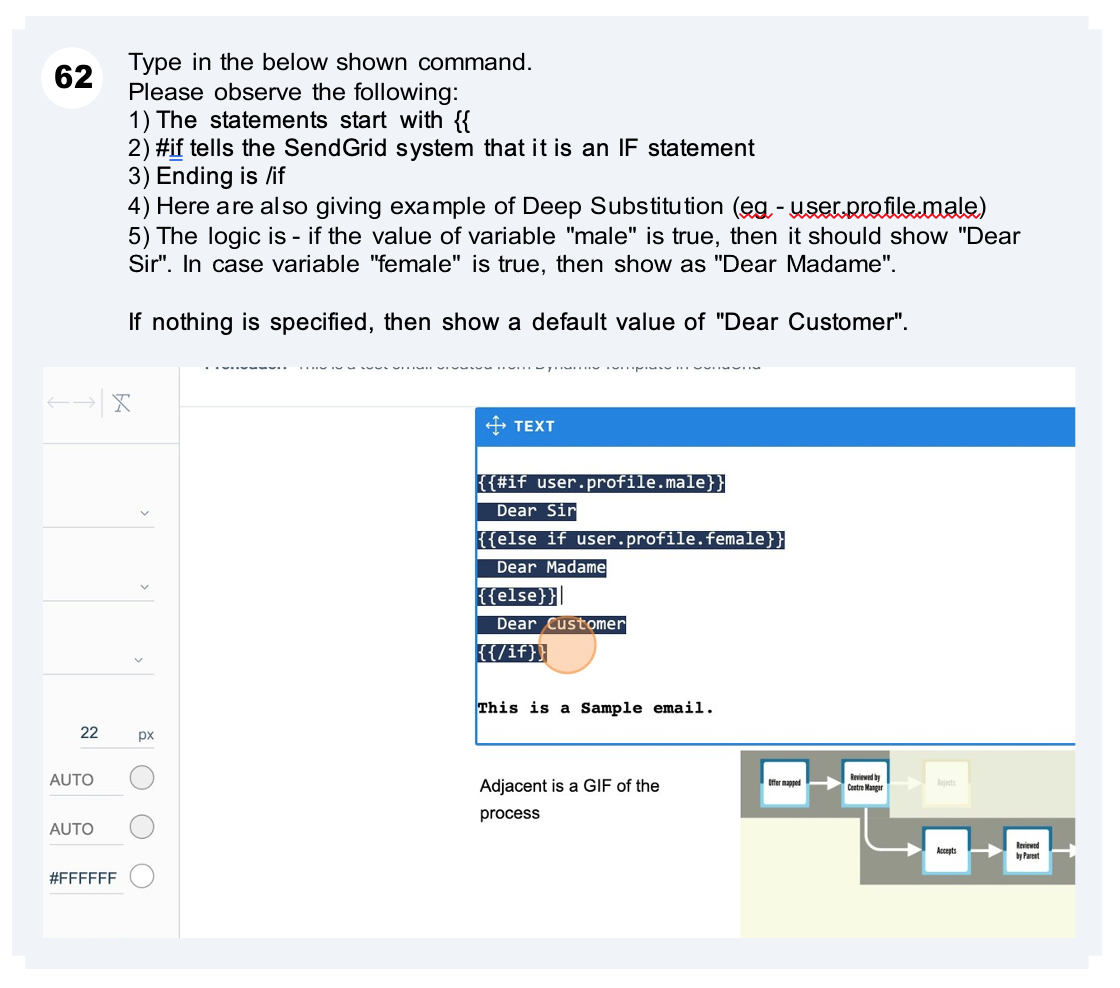 62
Type in the below shown command.
Please observe the following:
1) The statements start with {{
2) #if tells the SendGrid system that it is an IF statement
3) Ending is /if
4) Here are also giving example of Deep Substitution (eg - user.profile.male)
5) The logic is - if the value of variable "male" is true, then it should show "Dear
Sir". In case variable "female" is true, then show as "Dear Madame".
If nothing is specified, then show a default value of "Dear Customer".
TEXT
{{#if user.profile.male}}
Dear Sir
{{else if user.profile.female}}
Dear Madame
{{else}}
Dear Customer
{{/if}}
This is a Sample email.
22 px
AUTO
AUTO
#FFFFFF
Adjacent is a GIF of the
process
Offer mapped
Reviewed by
Centre Manger
Rejects
Accepts
Reviewed
by Parent